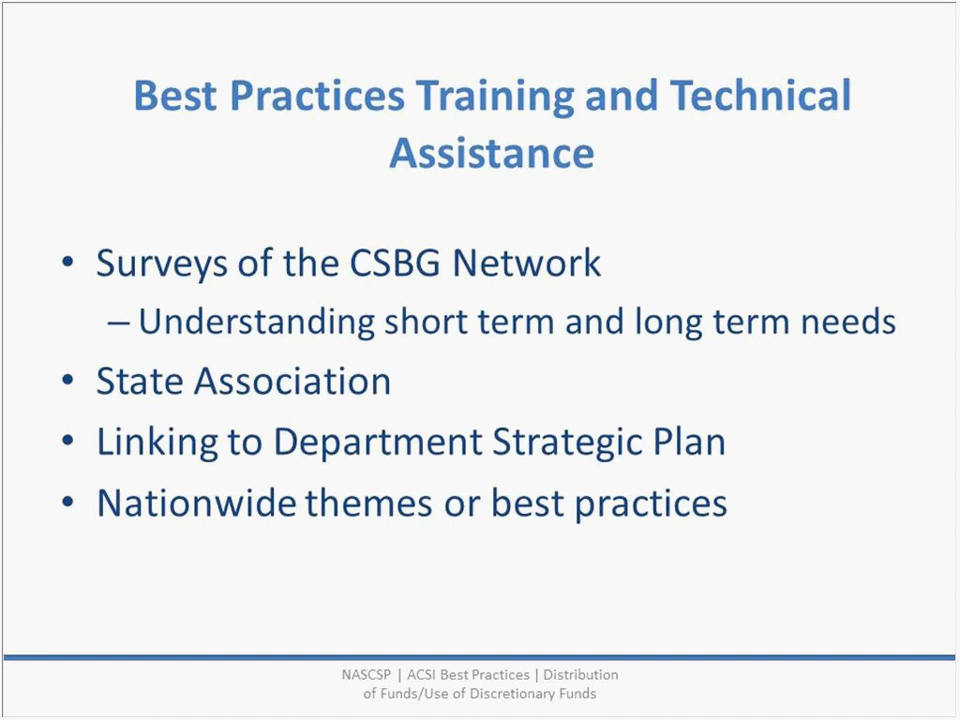 Best Practices Training and Technical
Assistance
• Surveys of the CSBG Network
– Understanding short term and long term needs
• State Association
• Linking to Department Strategic Plan
• Nationwide themes or best practices
NASCSP | ACSI Best Practices | Distribution
of Funds/Use of Discretionary Funds